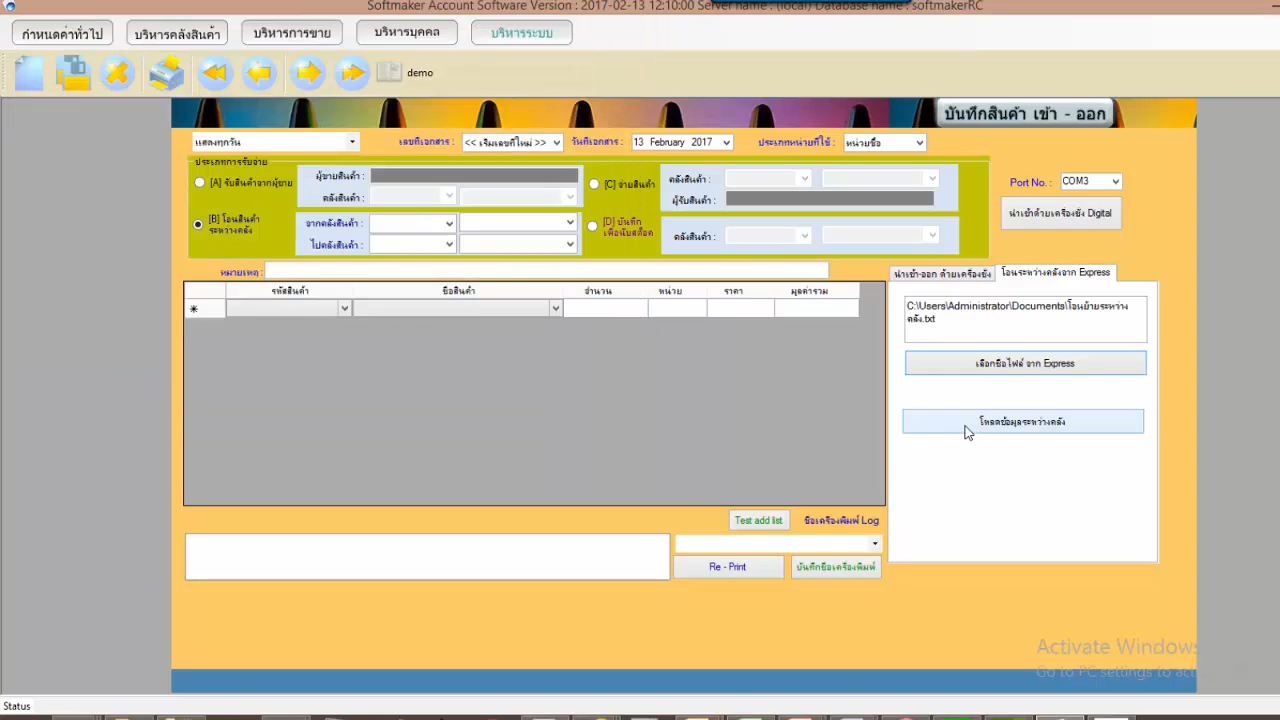 Softmaker Account Software Version : 2017-02-13 12:10:00 Server name : (local) Database name : softmakerRC
กำหนดค่าทั่วไป
บริหารคลังสินค้า
บริหารการขาย
บริหารบุคคล
บริหารระบบ
demo
บันทึกสินค้า เข้า - ออก
แสดงทุกวัน
เลขที่เอกสาร :
<< เริ่มเลขที่ใหม่ >>
วันที่เอกสาร :
13 February 2017
ประเภทหน่วยที่ใช้ :
หน่วยซื้อ
ประเภทการรับจ่าย
[A] รับสินค้าจากผู้ขาย
ผู้ขายสินค้า :
คลังสินค้า :
[C] จ่ายสินค้า
คลังสินค้า :
ผู้รับสินค้า :
[B] โอนสินค้า
ระหว่างคลัง
จากคลังสินค้า :
ไปคลังสินค้า :
[D] บันทึก
เพื่อนับสต็อค
คลังสินค้า :
Port No. :
COM3
นำเข้าด้วยเครื่องชั่ง Digital
หมายเหตุ :
นำเข้า-ออก ด้วยเครื่องชั่ง
โอนระหว่างคลังจาก Express
รหัสสินค้า
ชื่อสินค้า
จำนวน
หน่วย
ราคา
มูลค่ารวม
C:\Users\Administrator\Documents\โอนย้ายระหว่าง
คลัง.txt
เลือกชื่อไฟล์ จาก Express
โหลดข้อมูลระหว่างคลัง
Test add list
ชื่อเครื่องพิมพ์ Log
Re - Print
บันทึกชื่อเครื่องพิมพ์
Activate Windows
Go to PC settings to act
Status